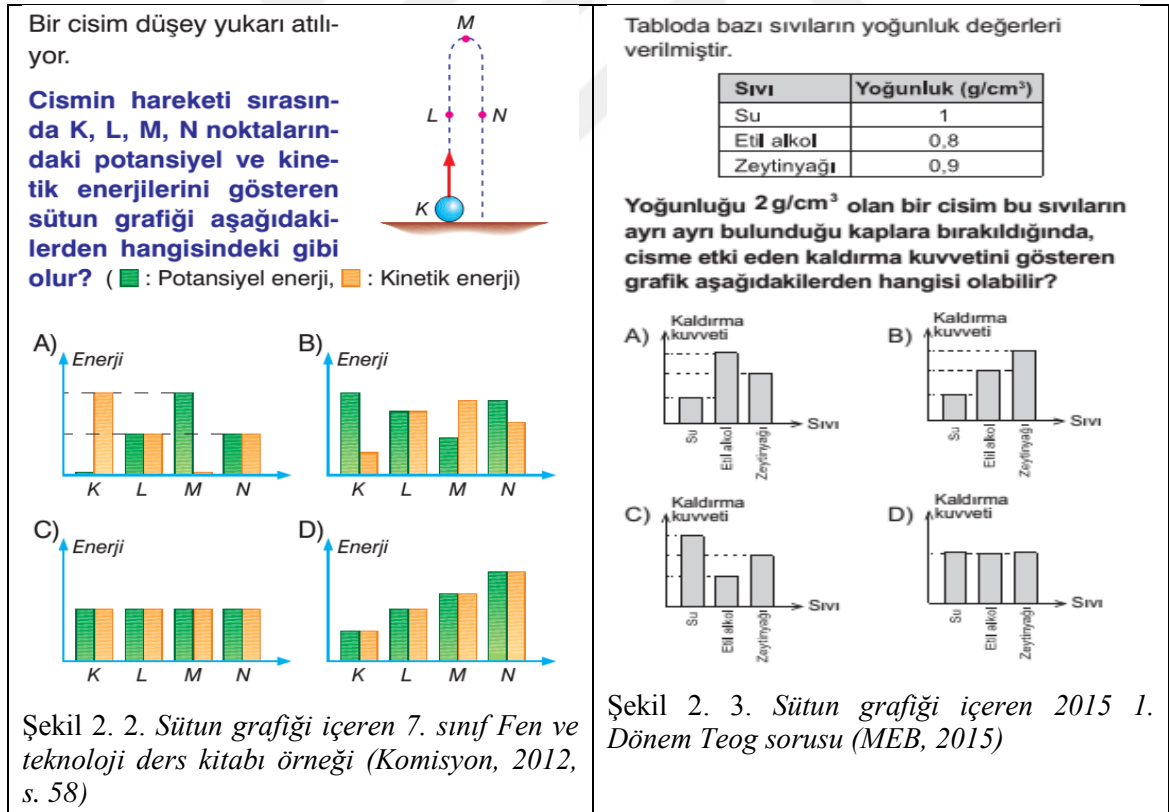 Bir cisim düşey yukarı atılı-
yor.
Cismin hareketi sırasın-
da K, L, M, N noktaların-
daki potansiyel ve kine-
tik enerjilerini gösteren
sütun grafiği aşağıdaki-
lerden hangisindeki gibi
olur? ( : Potansiyel enerji, : Kinetik enerji)
M
L N
K
A) Enerji
K L M N
B) Enerji
K L M N
C) Enerji
K L M N
D) Enerji
K L M N
Şekil 2. 2. Sütun grafiği içeren 7. sınıf Fen ve
teknoloji ders kitabı örneği (Komisyon, 2012,
s. 58)
Tabloda bazı sıvıların yoğunluk değerleri
verilmiştir.
Sıvı Yoğunluk (g/cm³)
Su 1
Etil alkol 0,8
Zeytinyağı 0,9
Yoğunluğu 2 g/cm³ olan bir cisim bu sıvıların
ayrı ayrı bulunduğu kaplara bırakıldığında,
cisme etki eden kaldırma kuvvetini gösteren
grafik aşağıdakilerden hangisi olabilir?
A) Kaldırma
kuvveti
Sıvı
Su Etil alkol Zeytinyağı
B) Kaldırma
kuvveti
Sıvı
Su Etil alkol Zeytinyağı
C) Kaldırma
kuvveti
Sıvı
Su Etil alkol Zeytinyağı
D) Kaldırma
kuvveti
Sıvı
Su Etil alkol Zeytinyağı
Şekil 2. 3. Sütun grafiği içeren 2015 1.
Dönem Teog sorusu (MEB, 2015)